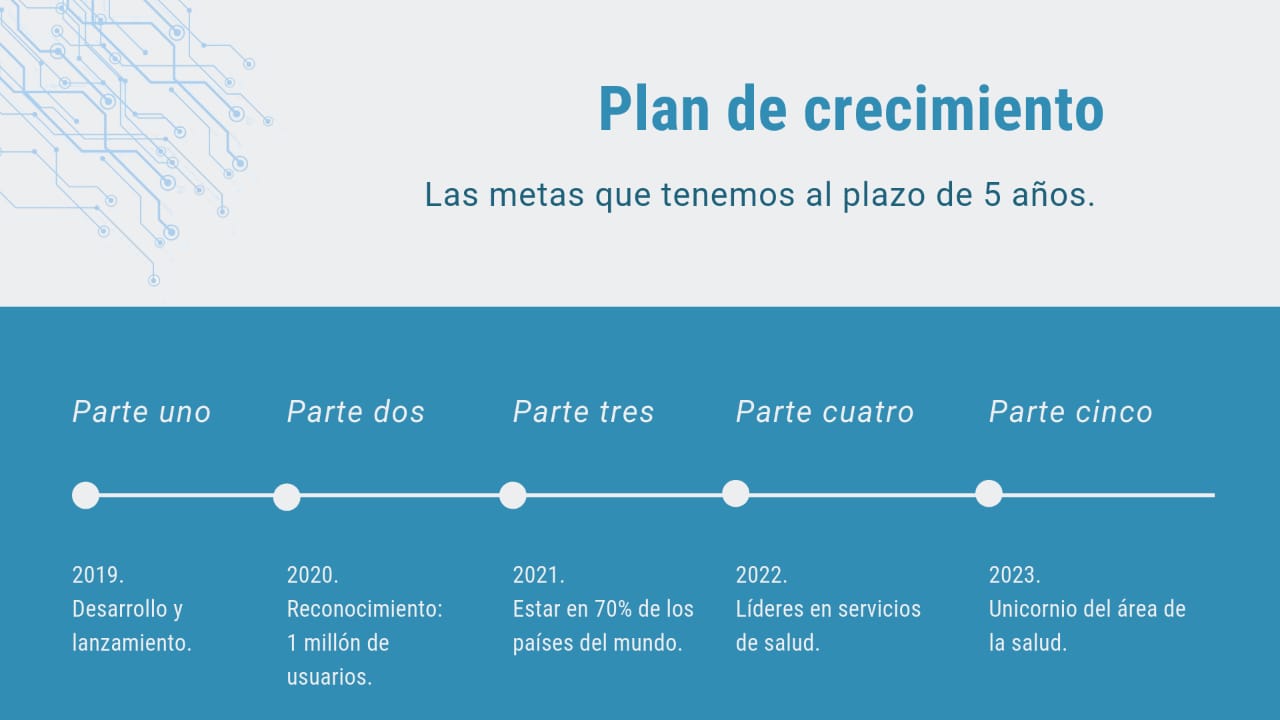 Plan de crecimiento
Las metas que tenemos al plazo de 5 años.
Parte uno
Parte dos
Parte tres
Parte cuatro
Parte cinco
2019.
Desarrollo y
lanzamiento.
2020.
Reconocimiento:
1 millón de
usuarios.
2021.
Estar en 70% de los
países del mundo.
2022.
Líderes en servicios
de salud.
2023.
Unicornio del área de
la salud.